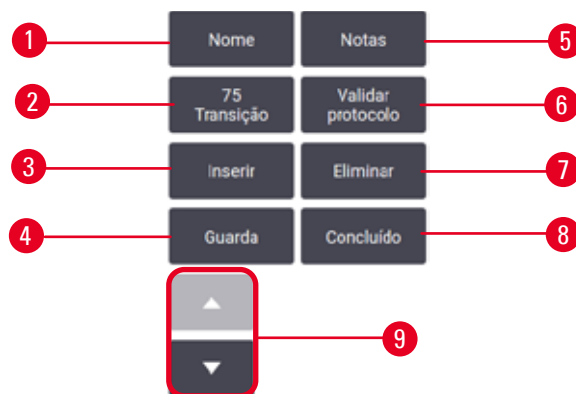 1
Nome
Notas
5
2
75
Transição
Validar
protocolo
6
3
Inserir
Eliminar
7
4
Guarda
Concluído
8
9